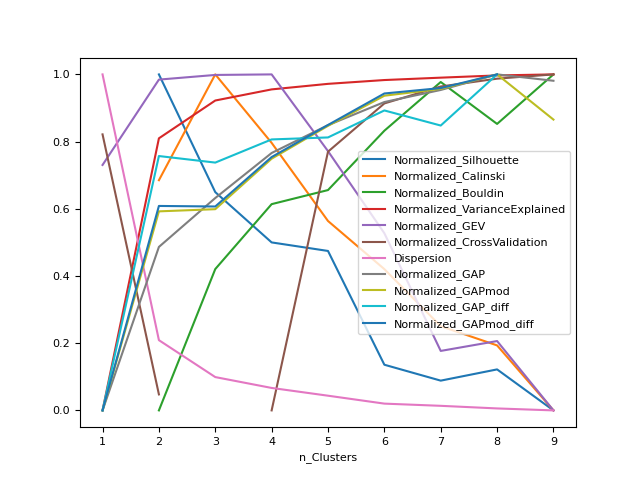 1.0
0.8
0.6
0.4
0.2
0.0
Normalized_Silhouette
Normalized_Calinski
Normalized_Bouldin
Normalized_VarianceExplained
Normalized_GEV
Normalized_CrossValidation
Dispersion
Normalized_GAP
Normalized_GAPmod
Normalized_GAP_diff
Normalized_GAPmod_diff
1 2 3 4 5 6 7 8 9
n_Clusters